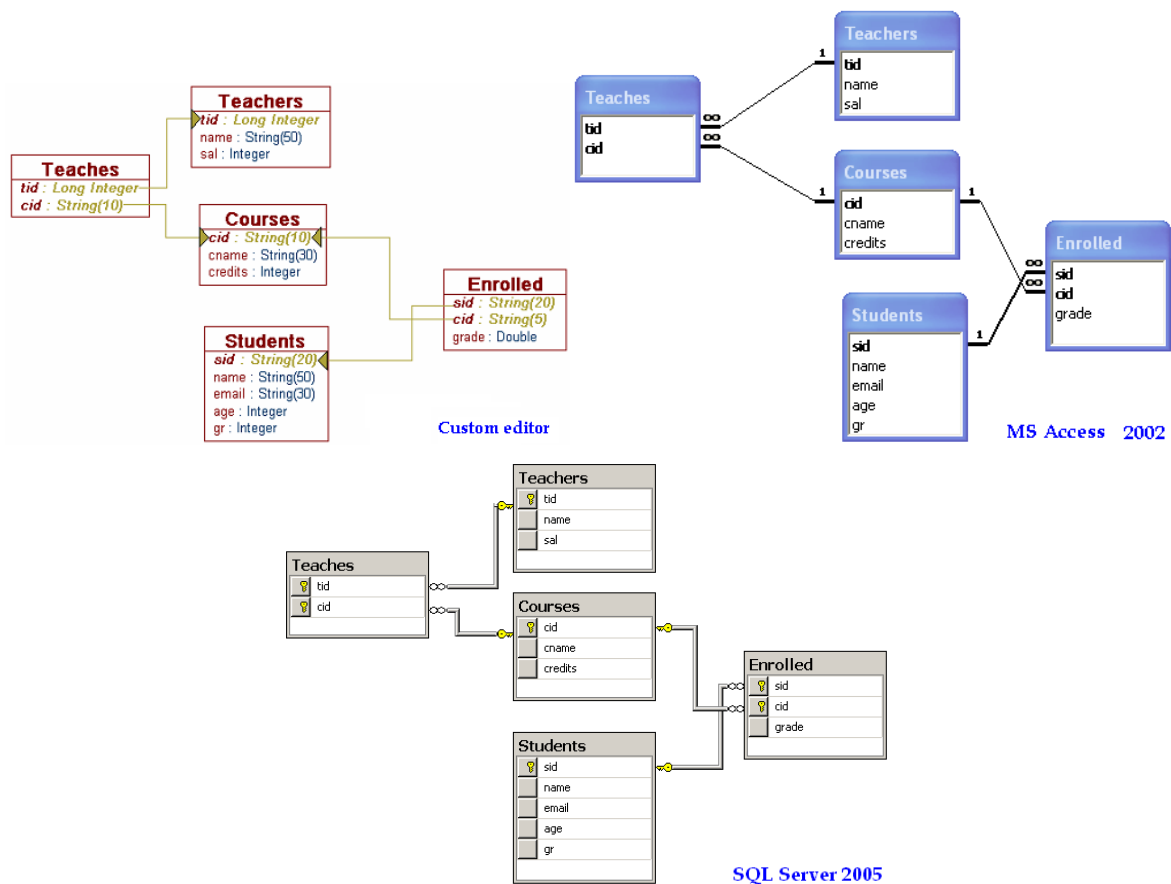 Teachers
tid : Long Integer
name : String(50)
sal : Integer
Teaches
tid : Long Integer
cid : String(10)
Courses
cid : String(10)
cname : String(30)
credits : Integer
Enrolled
sid : String(20)
cid : String(5)
grade : Double
Students
sid : String(20)
name : String(50)
email : String(30)
age : Integer
gr : Integer
Custom editor
Teachers
tid
name
sal
1
Teaches
tid
cid
∞
∞
Courses
cid
cname
credits
1
1
Enrolled
sid
cid
grade
∞
∞
Students
sid
name
email
age
gr
1
MS Access 2002
Teachers
tid
name
sal
Teaches
tid
cid
∞
∞
Courses
cid
cname
credits
Enrolled
sid
cid
grade
∞
∞
Students
sid
name
email
age
gr
SQL Server 2005